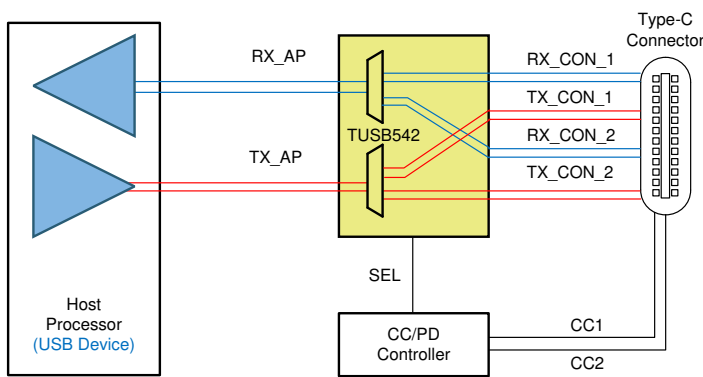 Type-C
Connector
RX_AP
RX_CON_1
TX_CON_1
TUSB542
RX_CON_2
TX_AP
TX_CON_2
SEL
Host
Processor
(USB Device)
CC/PD
Controller
CC1
CC2